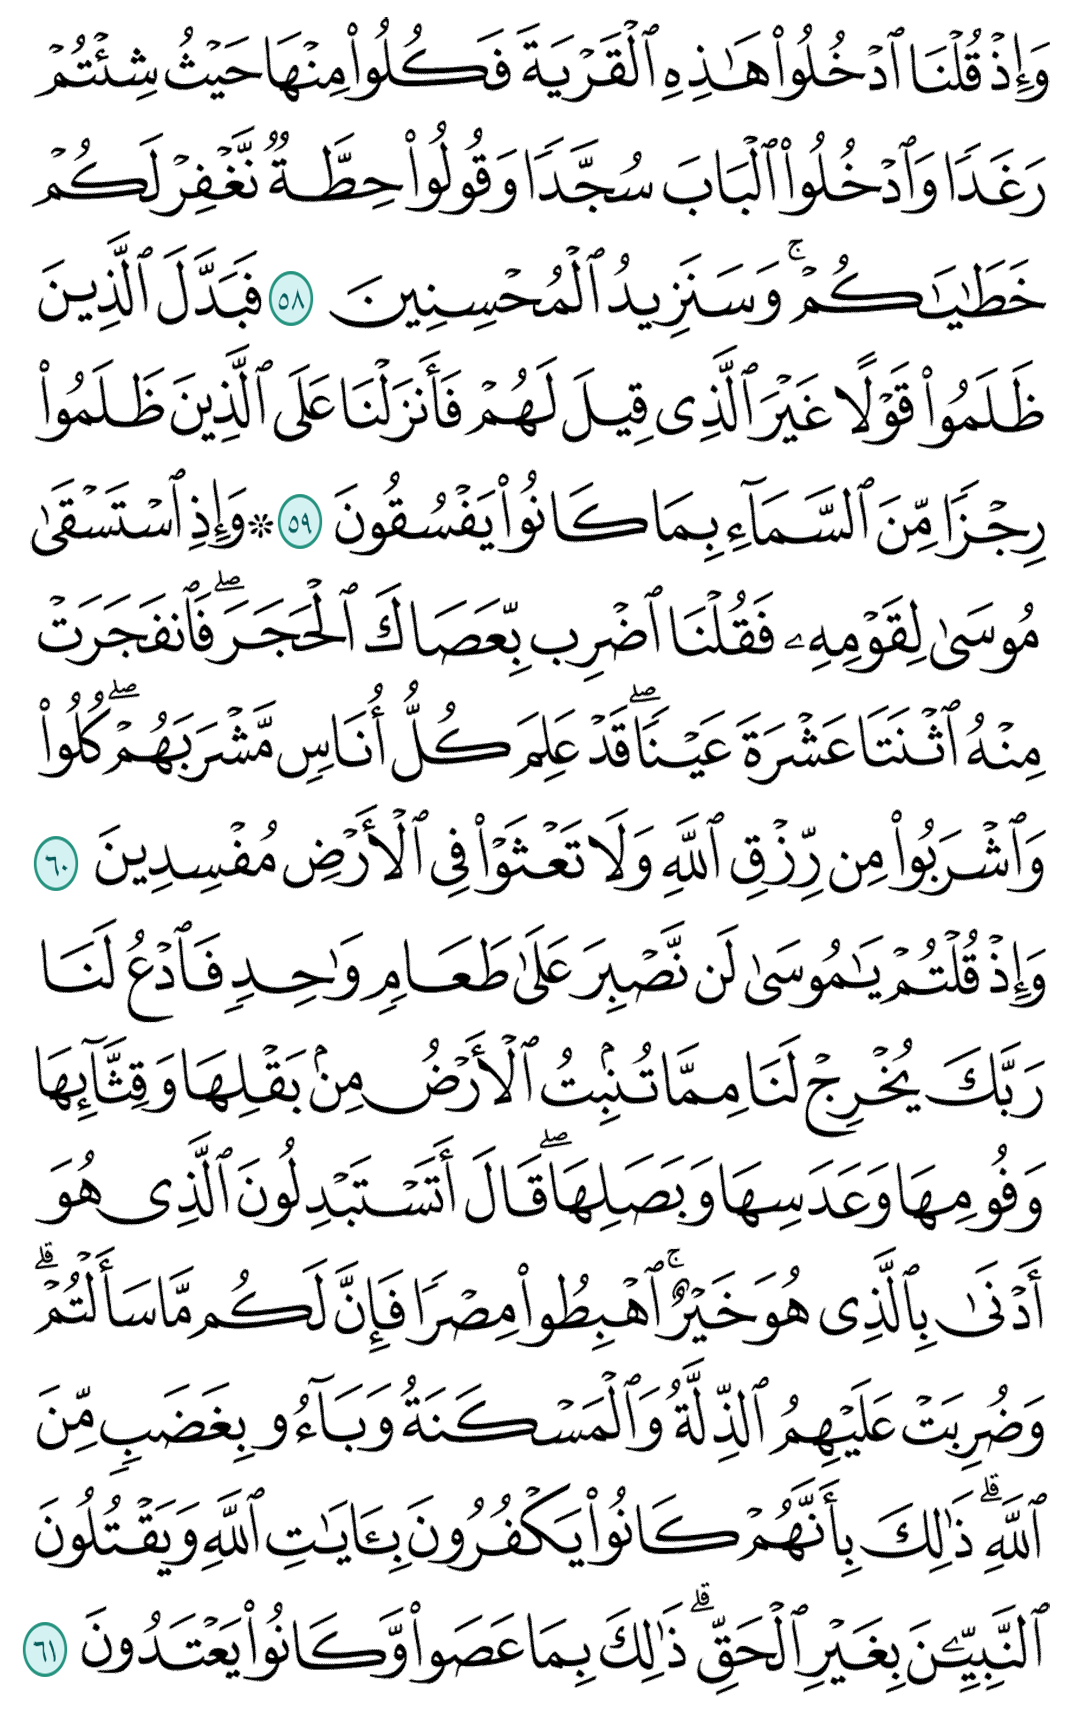 وَإِذۡ قُلۡنَا ٱدۡخُلُواْ هَٰذِهِ ٱلۡقَرۡيَةَ فَكُلُواْ مِنۡهَا حَيۡثُ شِئۡتُمۡ
رَغَدٗا وَٱدۡخُلُواْ ٱلۡبَابَ سُجَّدٗا وَقُولُواْ حِطَّةٞ نَّغۡفِرۡ لَكُمۡ
خَطَٰيَٰكُمۡۚ وَسَنَزِيدُ ٱلۡمُحۡسِنِينَ ٥٨ فَبَدَّلَ ٱلَّذِينَ
ظَلَمُواْ قَوۡلًا غَيۡرَ ٱلَّذِي قِيلَ لَهُمۡ فَأَنزَلۡنَا عَلَى ٱلَّذِينَ ظَلَمُواْ
رِجۡزٗا مِّنَ ٱلسَّمَآءِ بِمَا كَانُواْ يَفۡسُقُونَ ٥٩ ۞ وَإِذِ ٱسۡتَسۡقَىٰ
مُوسَىٰ لِقَوۡمِهِۦ فَقُلۡنَا ٱضۡرِب بِّعَصَاكَ ٱلۡحَجَرَۖ فَٱنفَجَرَتۡ
مِنۡهُ ٱثۡنَتَا عَشۡرَةَ عَيۡنٗاۖ قَدۡ عَلِمَ كُلُّ أُنَاسٖ مَّشۡرَبَهُمۡۖ كُلُواْ
وَٱشۡرَبُواْ مِن رِّزۡقِ ٱللَّهِ وَلَا تَعۡثَوۡاْ فِي ٱلۡأَرۡضِ مُفۡسِدِينَ ٦٠
وَإِذۡ قُلۡتُمۡ يَٰمُوسَىٰ لَن نَّصۡبِرَ عَلَىٰ طَعَامٖ وَٰحِدٖ فَٱدۡعُ لَنَا
رَبَّكَ يُخۡرِجۡ لَنَا مِمَّا تُنۢبِتُ ٱلۡأَرۡضُ مِنۢ بَقۡلِهَا وَقِثَّآئِهَا
وَفُومِهَا وَعَدَسِهَا وَبَصَلِهَاۖ قَالَ أَتَسۡتَبۡدِلُونَ ٱلَّذِي هُوَ
أَدۡنَىٰ بِٱلَّذِي هُوَ خَيۡرٌۚ ٱهۡبِطُواْ مِصۡرٗا فَإِنَّ لَكُم مَّا سَأَلۡتُمۡۗ
وَضُرِبَتۡ عَلَيۡهِمُ ٱلذِّلَّةُ وَٱلۡمَسۡكَنَةُ وَبَآءُو بِغَضَبٖ مِّنَ
ٱللَّهِۗ ذَٰلِكَ بِأَنَّهُمۡ كَانُواْ يَكۡفُرُونَ بِـَٔايَٰتِ ٱللَّهِ وَيَقۡتُلُونَ
ٱلنَّبِيِّـۧنَ بِغَيۡرِ ٱلۡحَقِّۗ ذَٰلِكَ بِمَا عَصَواْ وَّكَانُواْ يَعۡتَدُونَ ٦١